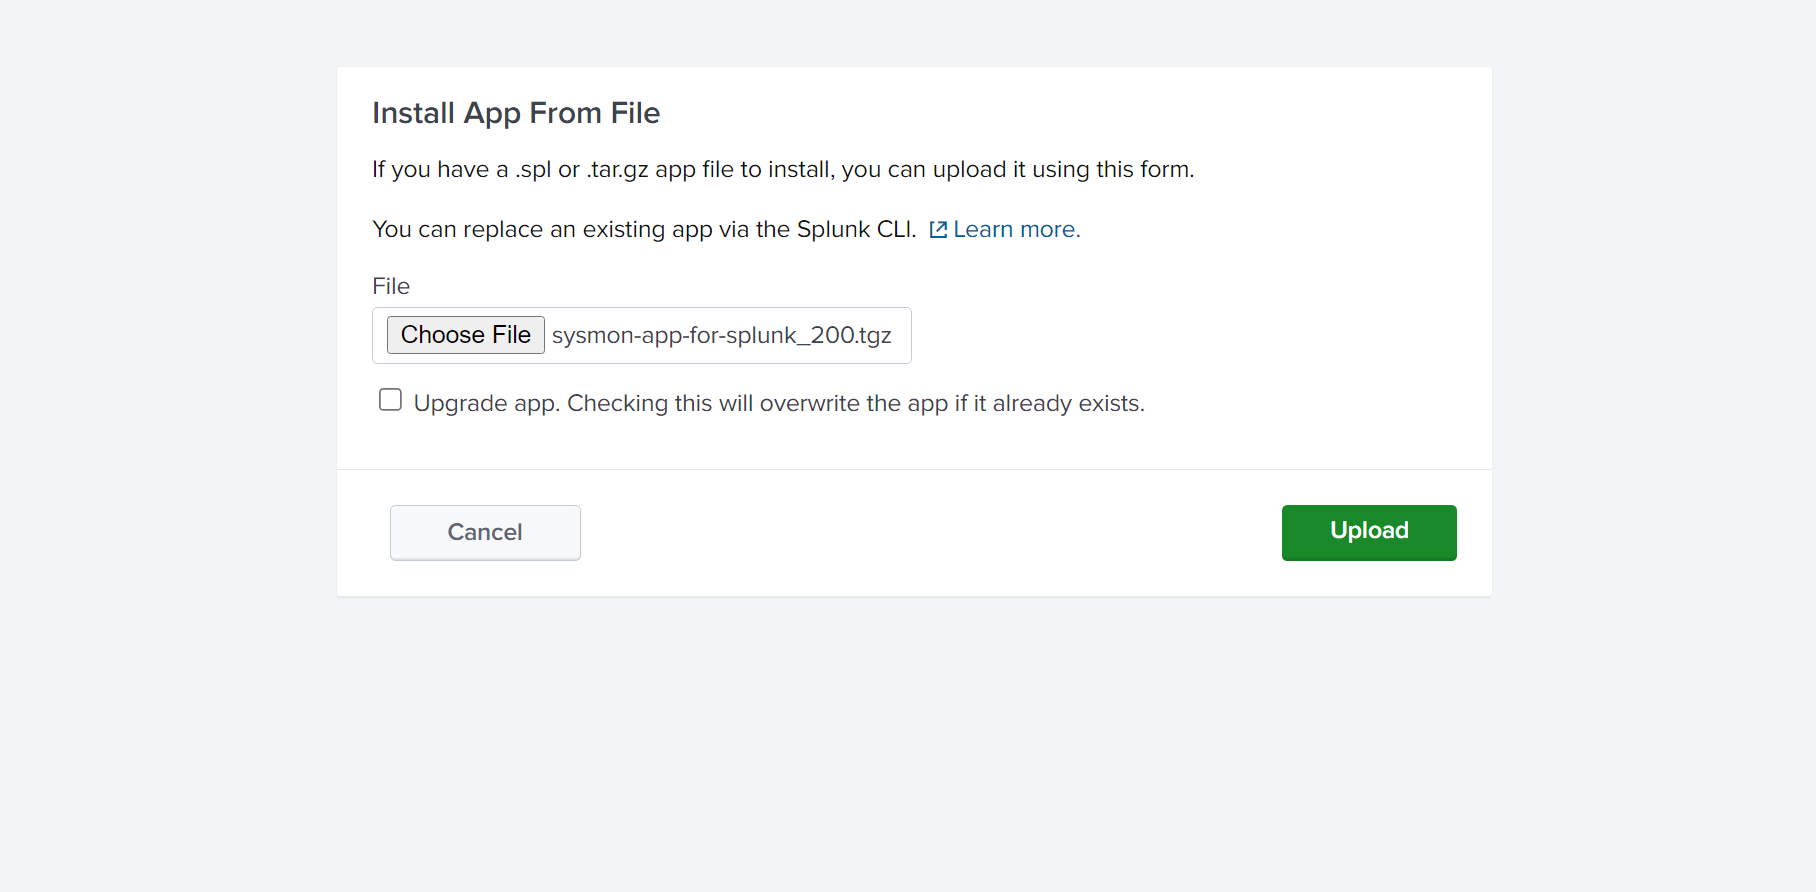 Install App From File
If you have a .spl or .tar.gz app file to install, you can upload it using this form.
You can replace an existing app via the Splunk CLI. Learn more.
File
Choose File sysmon-app-for-splunk_200.tgz
Upgrade app. Checking this will overwrite the app if it already exists.
Cancel Upload